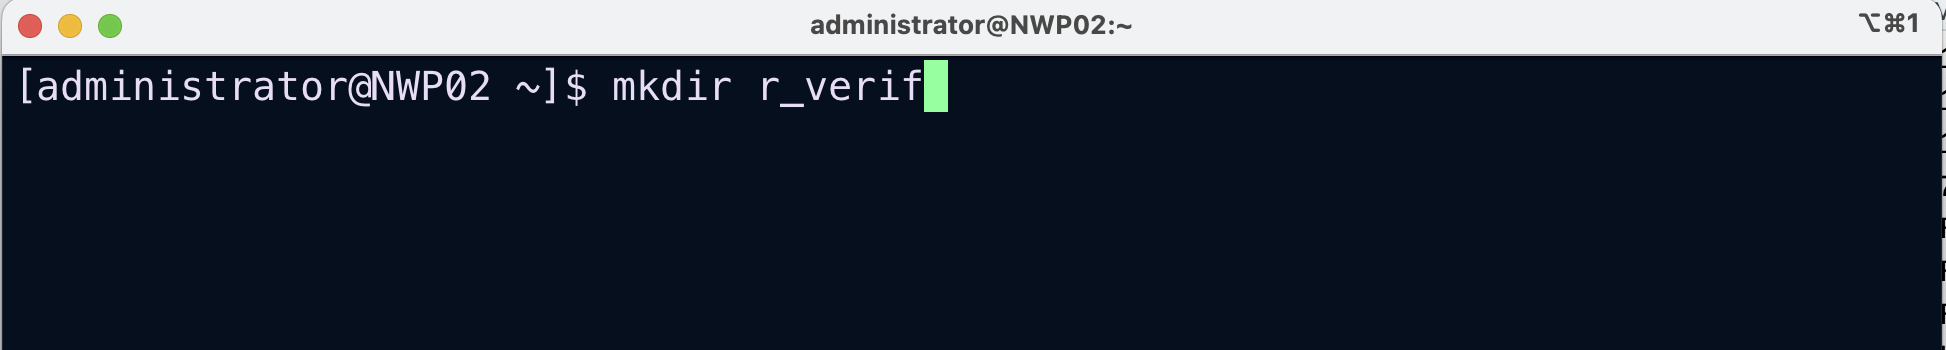 administrator@NWP02:~
⌥⌘1
[administrator@NWP02 ~]$ mkdir r_verif